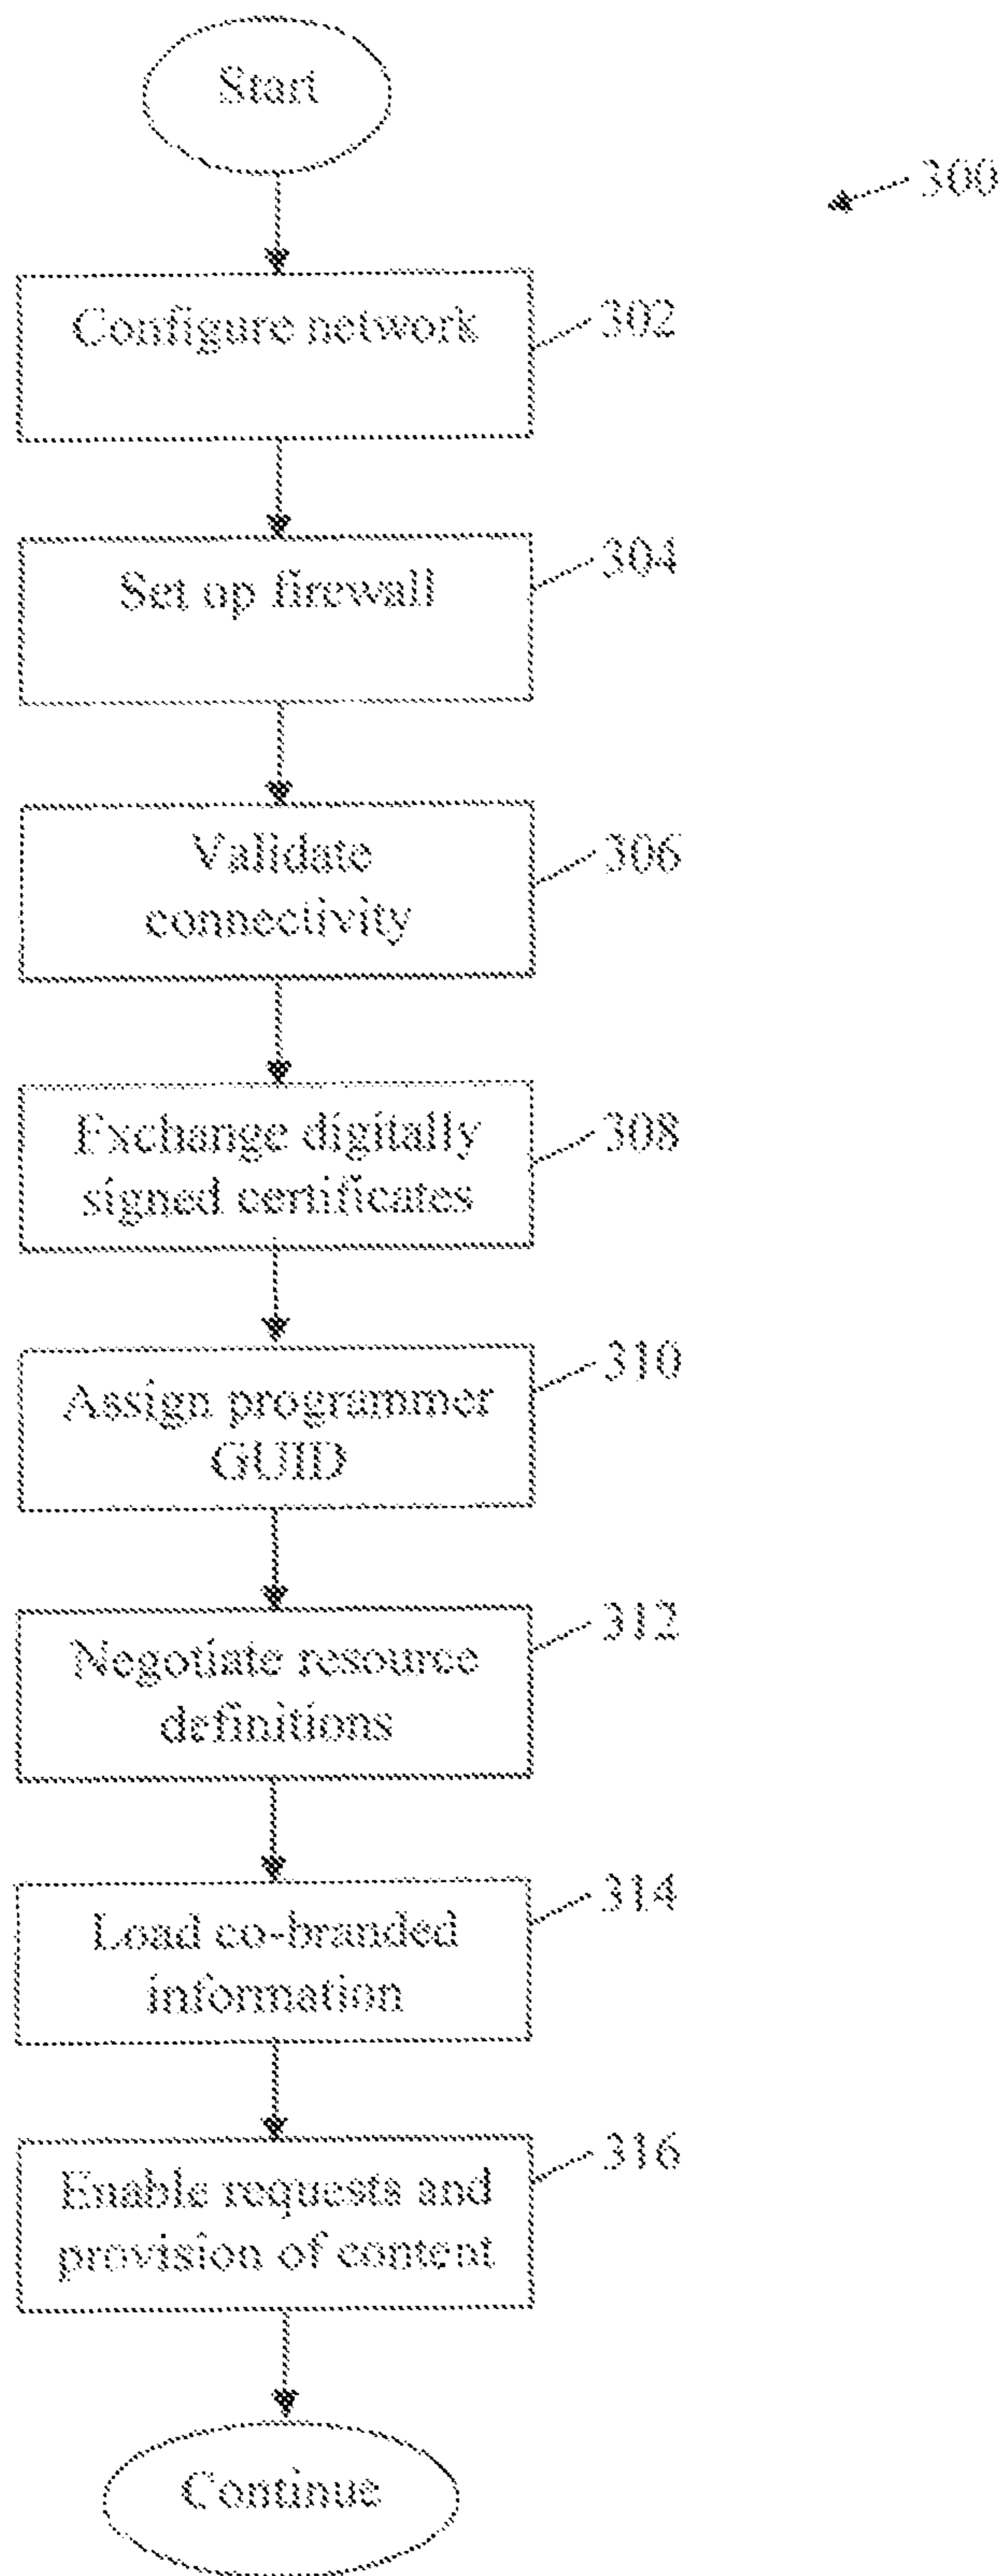 Start
300
Configure network
302
Set op firewall
304
Validate
connectivity
306
Exchange digitally
signed certificates
308
Assign programmer
GUID
310
Negotiate resource
definitions
312
Load co-branded
information
314
Enable requests and
provision of content
316
Continue